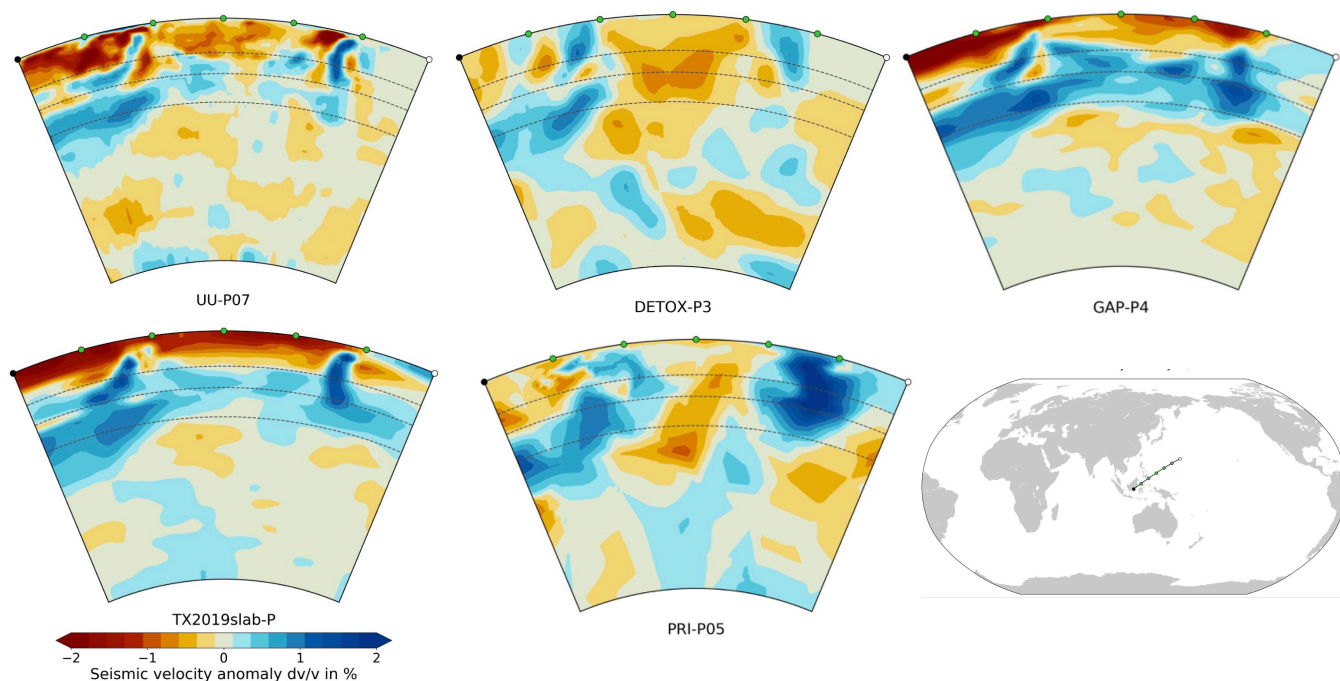 UU-P07
DETOX-P3
GAP-P4
TX2019slab-P
PRI-P05
−2 −1 0 1 2
Seismic velocity anomaly dv/v in %